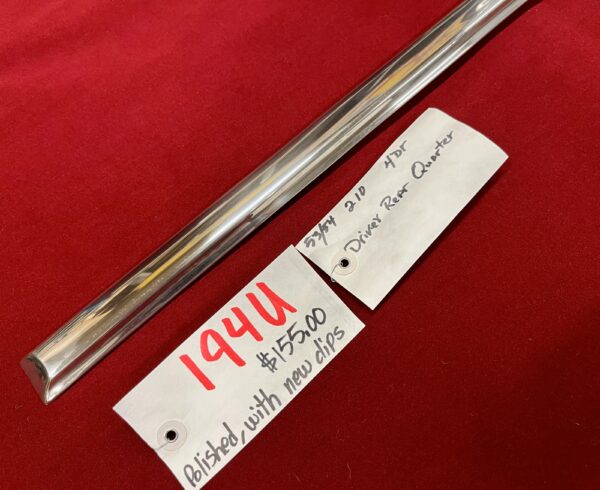 53/54 210 4Dr
Driver Rear Quarter
194U
$155.00
Polished, with new clips